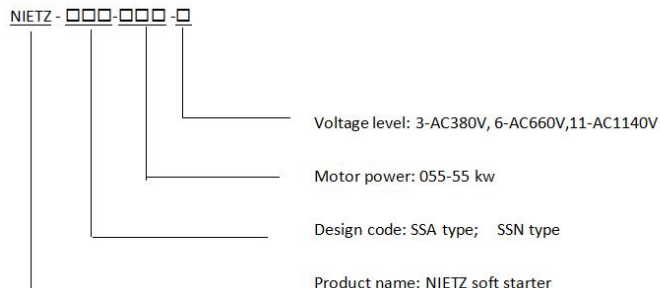 NIETZ - □□□-□□□ -□
Voltage level: 3-AC380V, 6-AC660V,11-AC1140V
Motor power: 055-55 kw
Design code: SSA type; SSN type
Product name: NIETZ soft starter